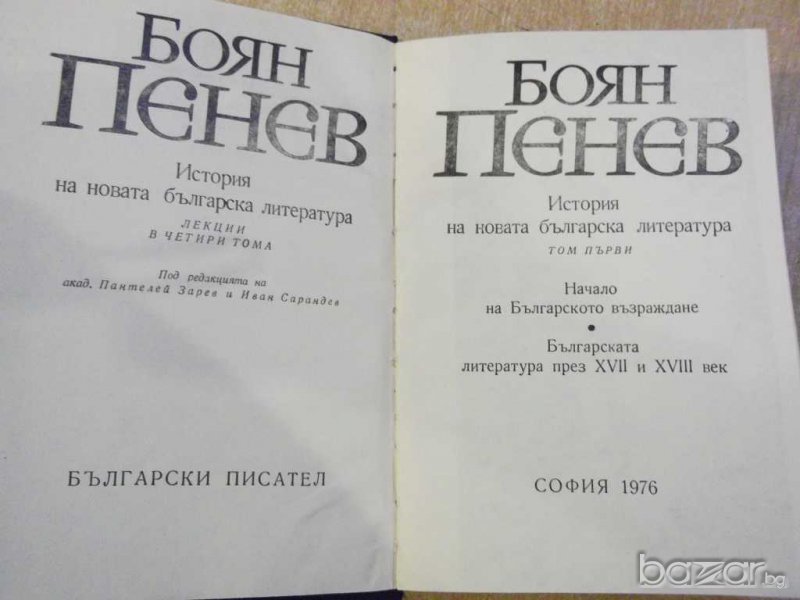 БОЯН
ПЕНЕВ
История
на новата българска литература
ЛЕКЦИИ
В ЧЕТИРИ ТОМА
Под редакцията на
акад. Пантелей Зарев и Иван Сарандев
БЪЛГАРСКИ ПИСАТЕЛ
БОЯН
ПЕНЕВ
История
на новата българска литература
ТОМ ПЪРВИ
Начало
на Българското възраждане
•
Българската
литература през XVII и XVIII век
СОФИЯ 1976
bazar.bg